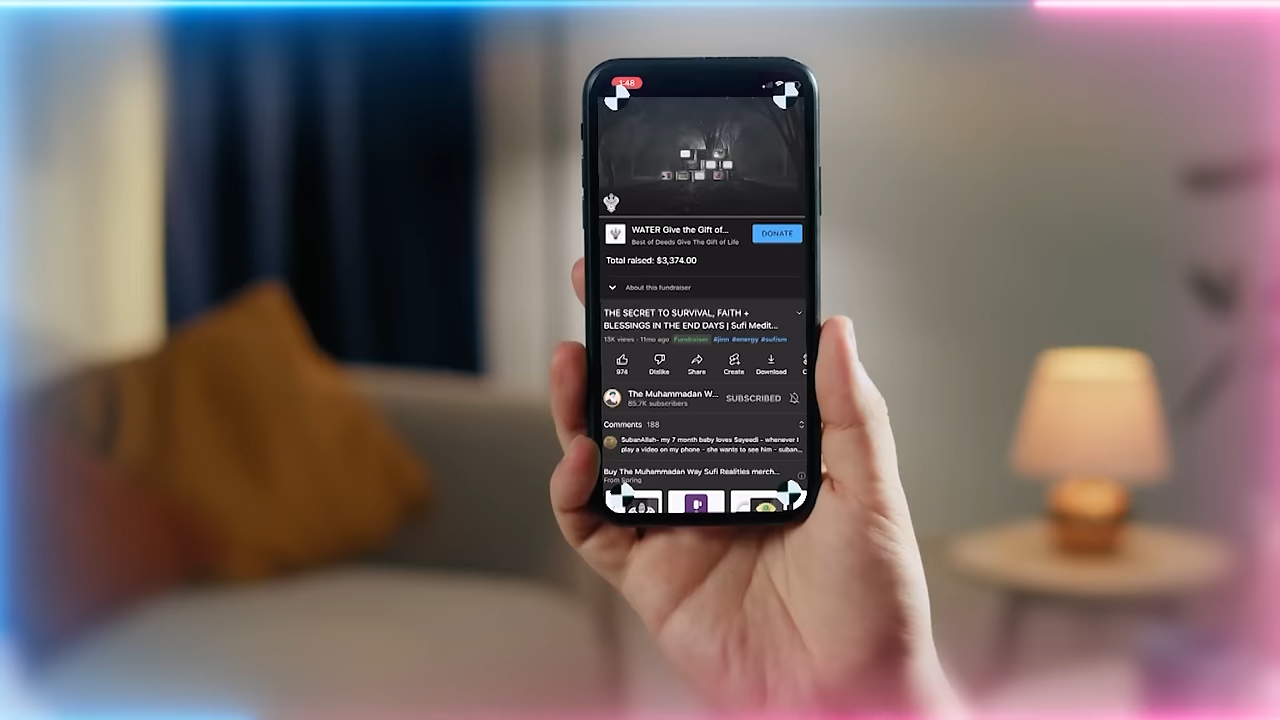 1:48
WATER Give the Gift of...
Best of Deeds Give The Gift of Life
DONATE
Total raised: $3,374.00
About this fundraiser
THE SECRET TO SURVIVAL, FAITH +
BLESSINGS IN THE END DAYS | Sufi Medit...
13K views · 11mo ago Fundraiser #jinn #energy #sufism
974 Dislike Share Create Download
The Muhammadan W...
85.7K subscribers
SUBSCRIBED
Comments 188
SubanAllah- my 7 month baby loves Sayeedi - whenever I
play a video on my phone - she wants to see him - suban...
Buy The Muhammadan Way Sufi Realities merch...
From Spring